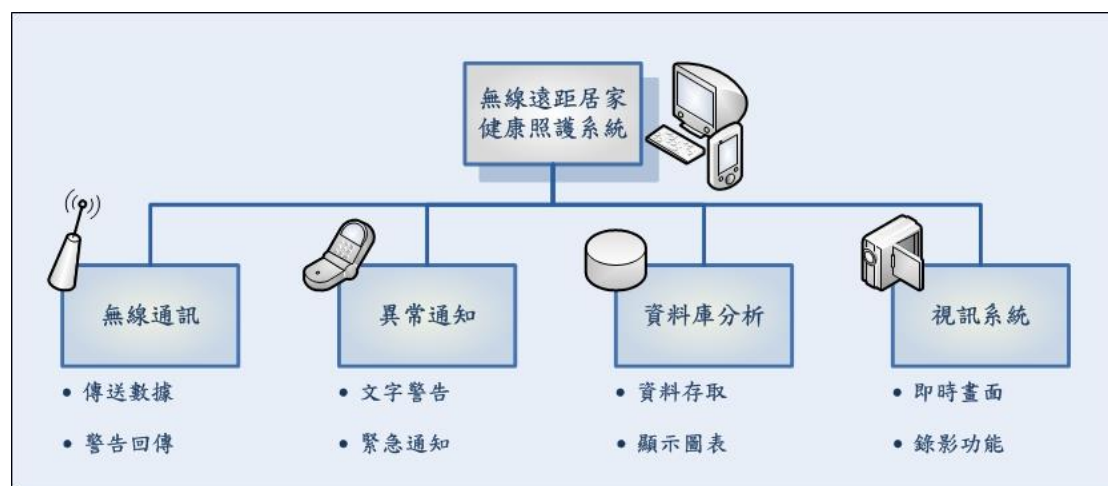 無線遠距居家
健康照護系統
無線通訊
異常通知
資料庫分析
視訊系統
• 傳送數據
• 文字警告
• 資料存取
• 即時畫面
• 警告回傳
• 緊急通知
• 顯示圖表
• 錄影功能